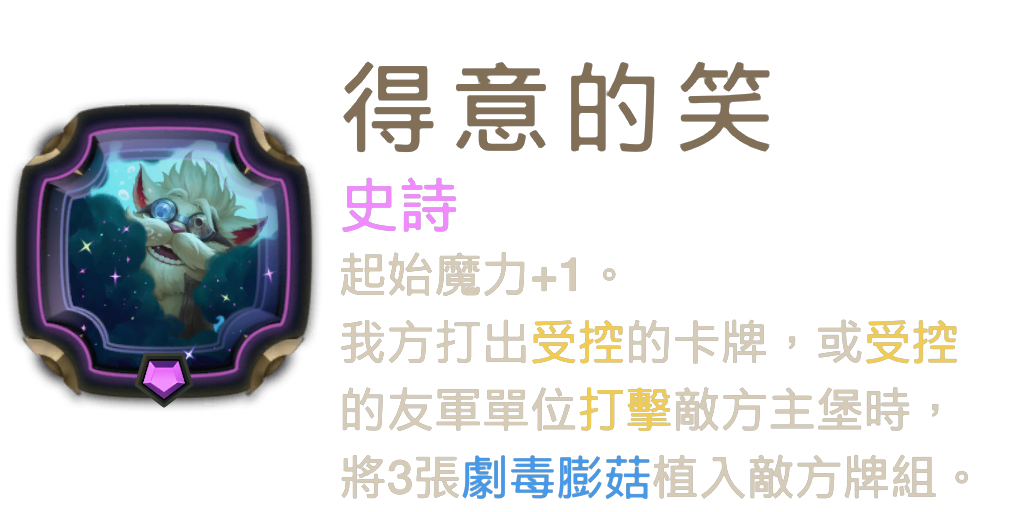 得意的笑
史詩
起始魔力+1。
我方打出受控的卡牌，或受控
的友軍單位打擊敵方主堡時，
將3張劇毒膨菇植入敵方牌組。